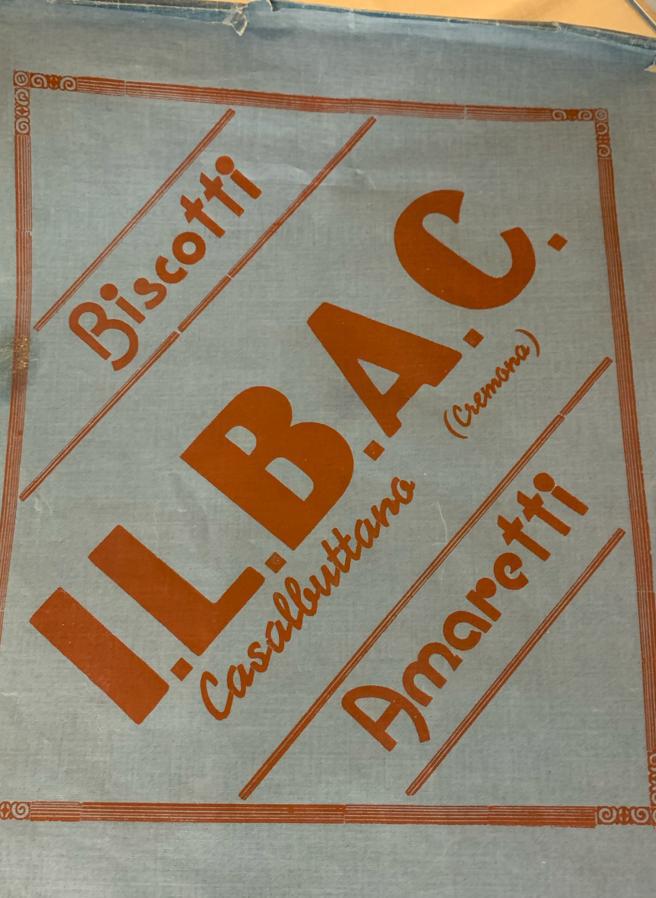 Biscotti
I.L.B.A.C.
Casalbuttano
(Cremona)
Amaretti